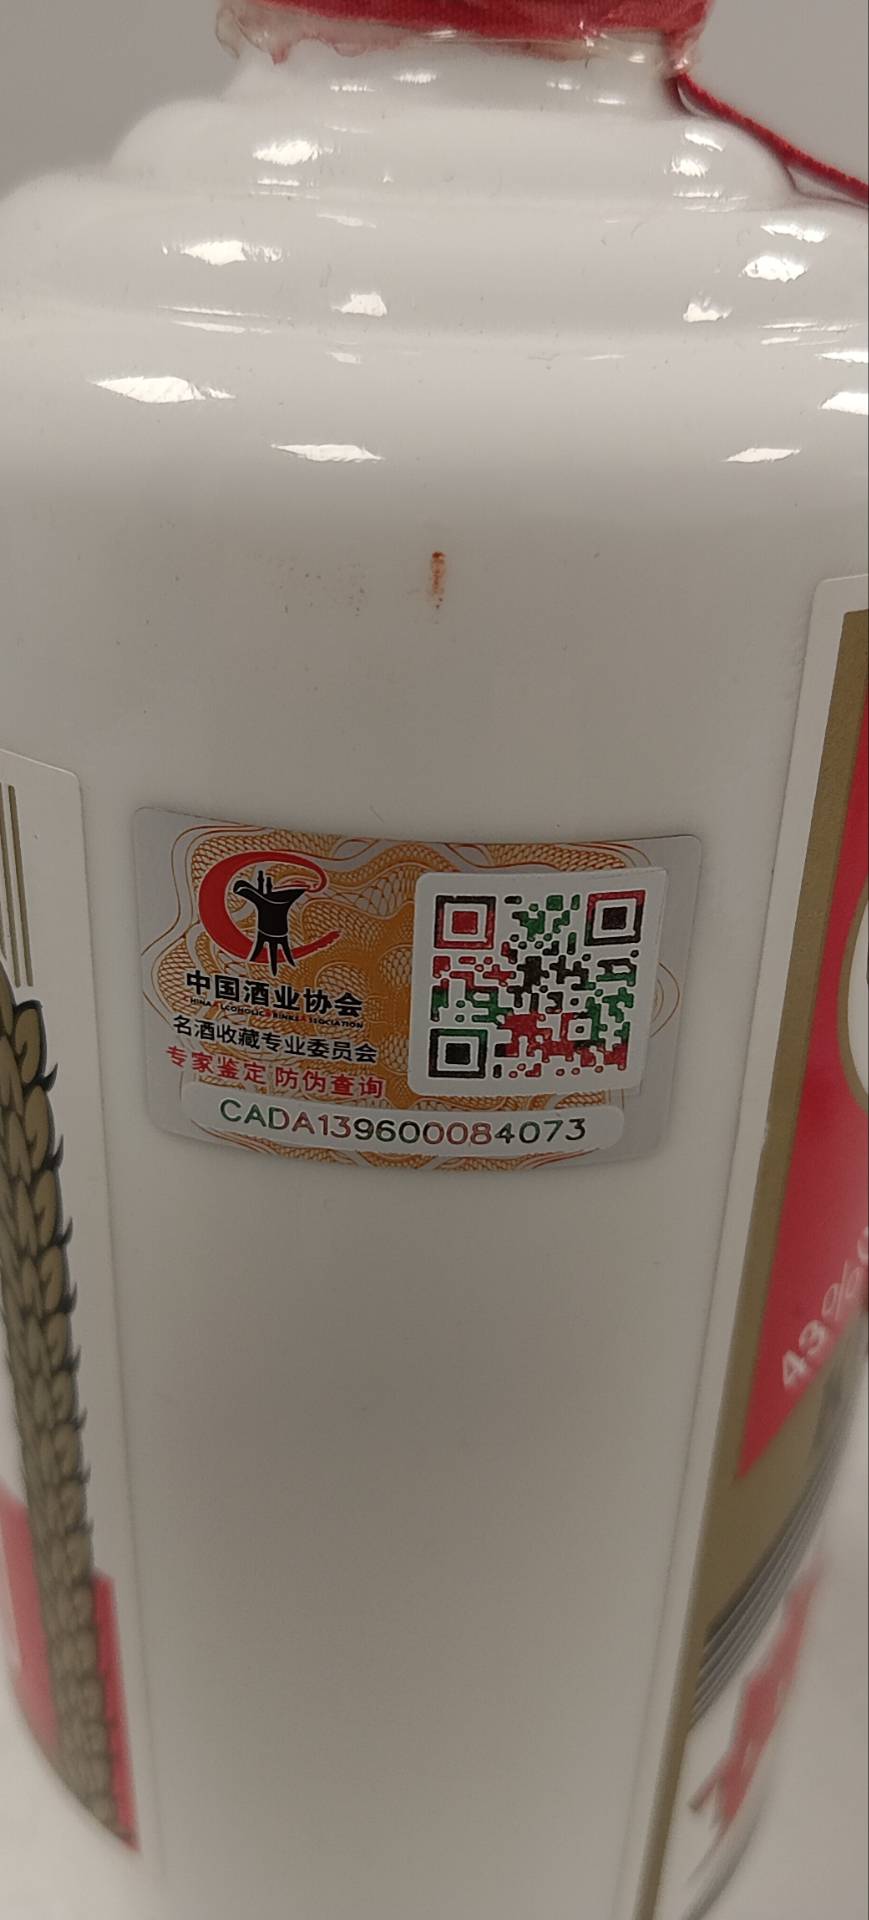 中国酒业协会
名酒收藏专业委员会
专家鉴定 防伪查询
CADA139600084073
43%